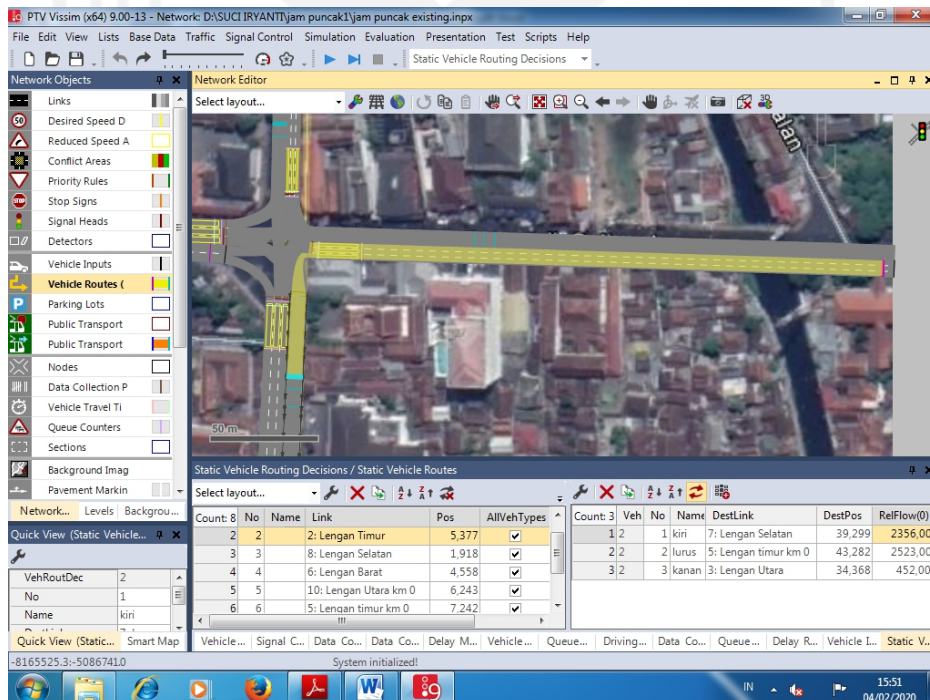 PTV Vissim (x64) 9.00-13 - Network: D:\SUCI IRYANTI\jam puncak1\jam puncak existing.inpx
File Edit View Lists Base Data Traffic Signal Control Simulation Evaluation Presentation Test Scripts Help
Static Vehicle Routing Decisions
Network Objects
Network Editor
Select layout...
Links
50 Desired Speed D
Reduced Speed A
Conflict Areas
Priority Rules
STOP Stop Signs
Signal Heads
Detectors
Vehicle Inputs
Vehicle Routes (
P Parking Lots
Public Transport
Public Transport
Nodes
Data Collection P
Vehicle Travel Ti
Queue Counters
Sections
Background Imag
Pavement Markin
50 m
Network... Levels Backgrou...
Static Vehicle Routing Decisions / Static Vehicle Routes
Select layout...
Count: 8 No Name Link Pos AllVehTypes
2 2 2: Lengan Timur 5,377
3 3 8: Lengan Selatan 1,918
4 4 6: Lengan Barat 4,558
5 5 10: Lengan Utara km 0 6,243
6 6 5: Lengan timur km 0 7,242
Count: 3 Veh No Name DestLink DestPos RelFlow(0)
1 2 1 kiri 7: Lengan Selatan 39,299 2356,00
2 2 2 lurus 5: Lengan timur km 0 43,282 2523,00
3 2 3 kanan 3: Lengan Utara 34,368 452,00
Quick View (Static Vehicle...
VehRoutDec 2
No 1
Name kiri
Quick View (Static... Smart Map
Vehicle... Signal C... Data Co... Data Co... Delay M... Vehicle... Queue... Driving... Data Co... Queue... Delay R... Vehicle I... Static V...
-8165525.3:-5086741.0 System initialized!
IN
15:51
04/02/2020